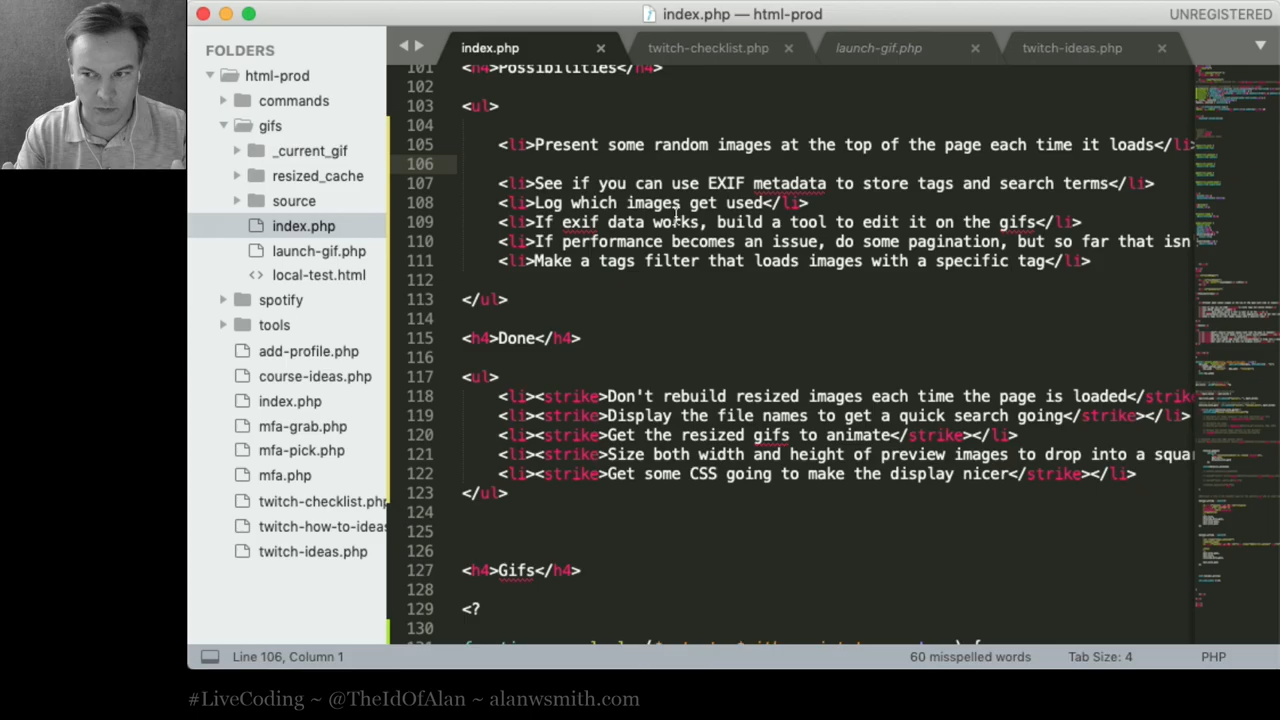 index.php — html-prod
UNREGISTERED
FOLDERS
html-prod
commands
gifs
_current_gif
resized_cache
source
index.php
launch-gif.php
local-test.html
spotify
tools
add-profile.php
course-ideas.php
index.php
mfa-grab.php
mfa-pick.php
mfa.php
twitch-checklist.php
twitch-how-to-ideas
twitch-ideas.php
index.php
twitch-checklist.php
launch-gif.php
twitch-ideas.php
101 <h4>Possibilities</h4>
102
103 <ul>
104
105 <li>Present some random images at the top of the page each time it loads</li>
106
107 <li>See if you can use EXIF metadata to store tags and search terms</li>
108 <li>Log which images get used</li>
109 <li>If exif data works, build a tool to edit it on the gifs</li>
110 <li>If performance becomes an issue, do some pagination, but so far that isn
111 <li>Make a tags filter that loads images with a specific tag</li>
112
113 </ul>
114
115 <h4>Done</h4>
116
117 <ul>
118 <li><strike>Don't rebuild resized images each time the page is loaded</strik
119 <li><strike>Display the file names to get a quick search going</strike></li>
120 <li><strike>Get the resized gifs to animate</strike></li>
121 <li><strike>Size both width and height of preview images to drop into a squa
122 <li><strike>Get some CSS going to make the display nicer</strike></li>
123 </ul>
124
125
126
127 <h4>Gifs</h4>
128
129 <?
130
Line 106, Column 1
60 misspelled words
Tab Size: 4
PHP
#LiveCoding ~ @TheIdOfAlan ~ alanwsmith.com